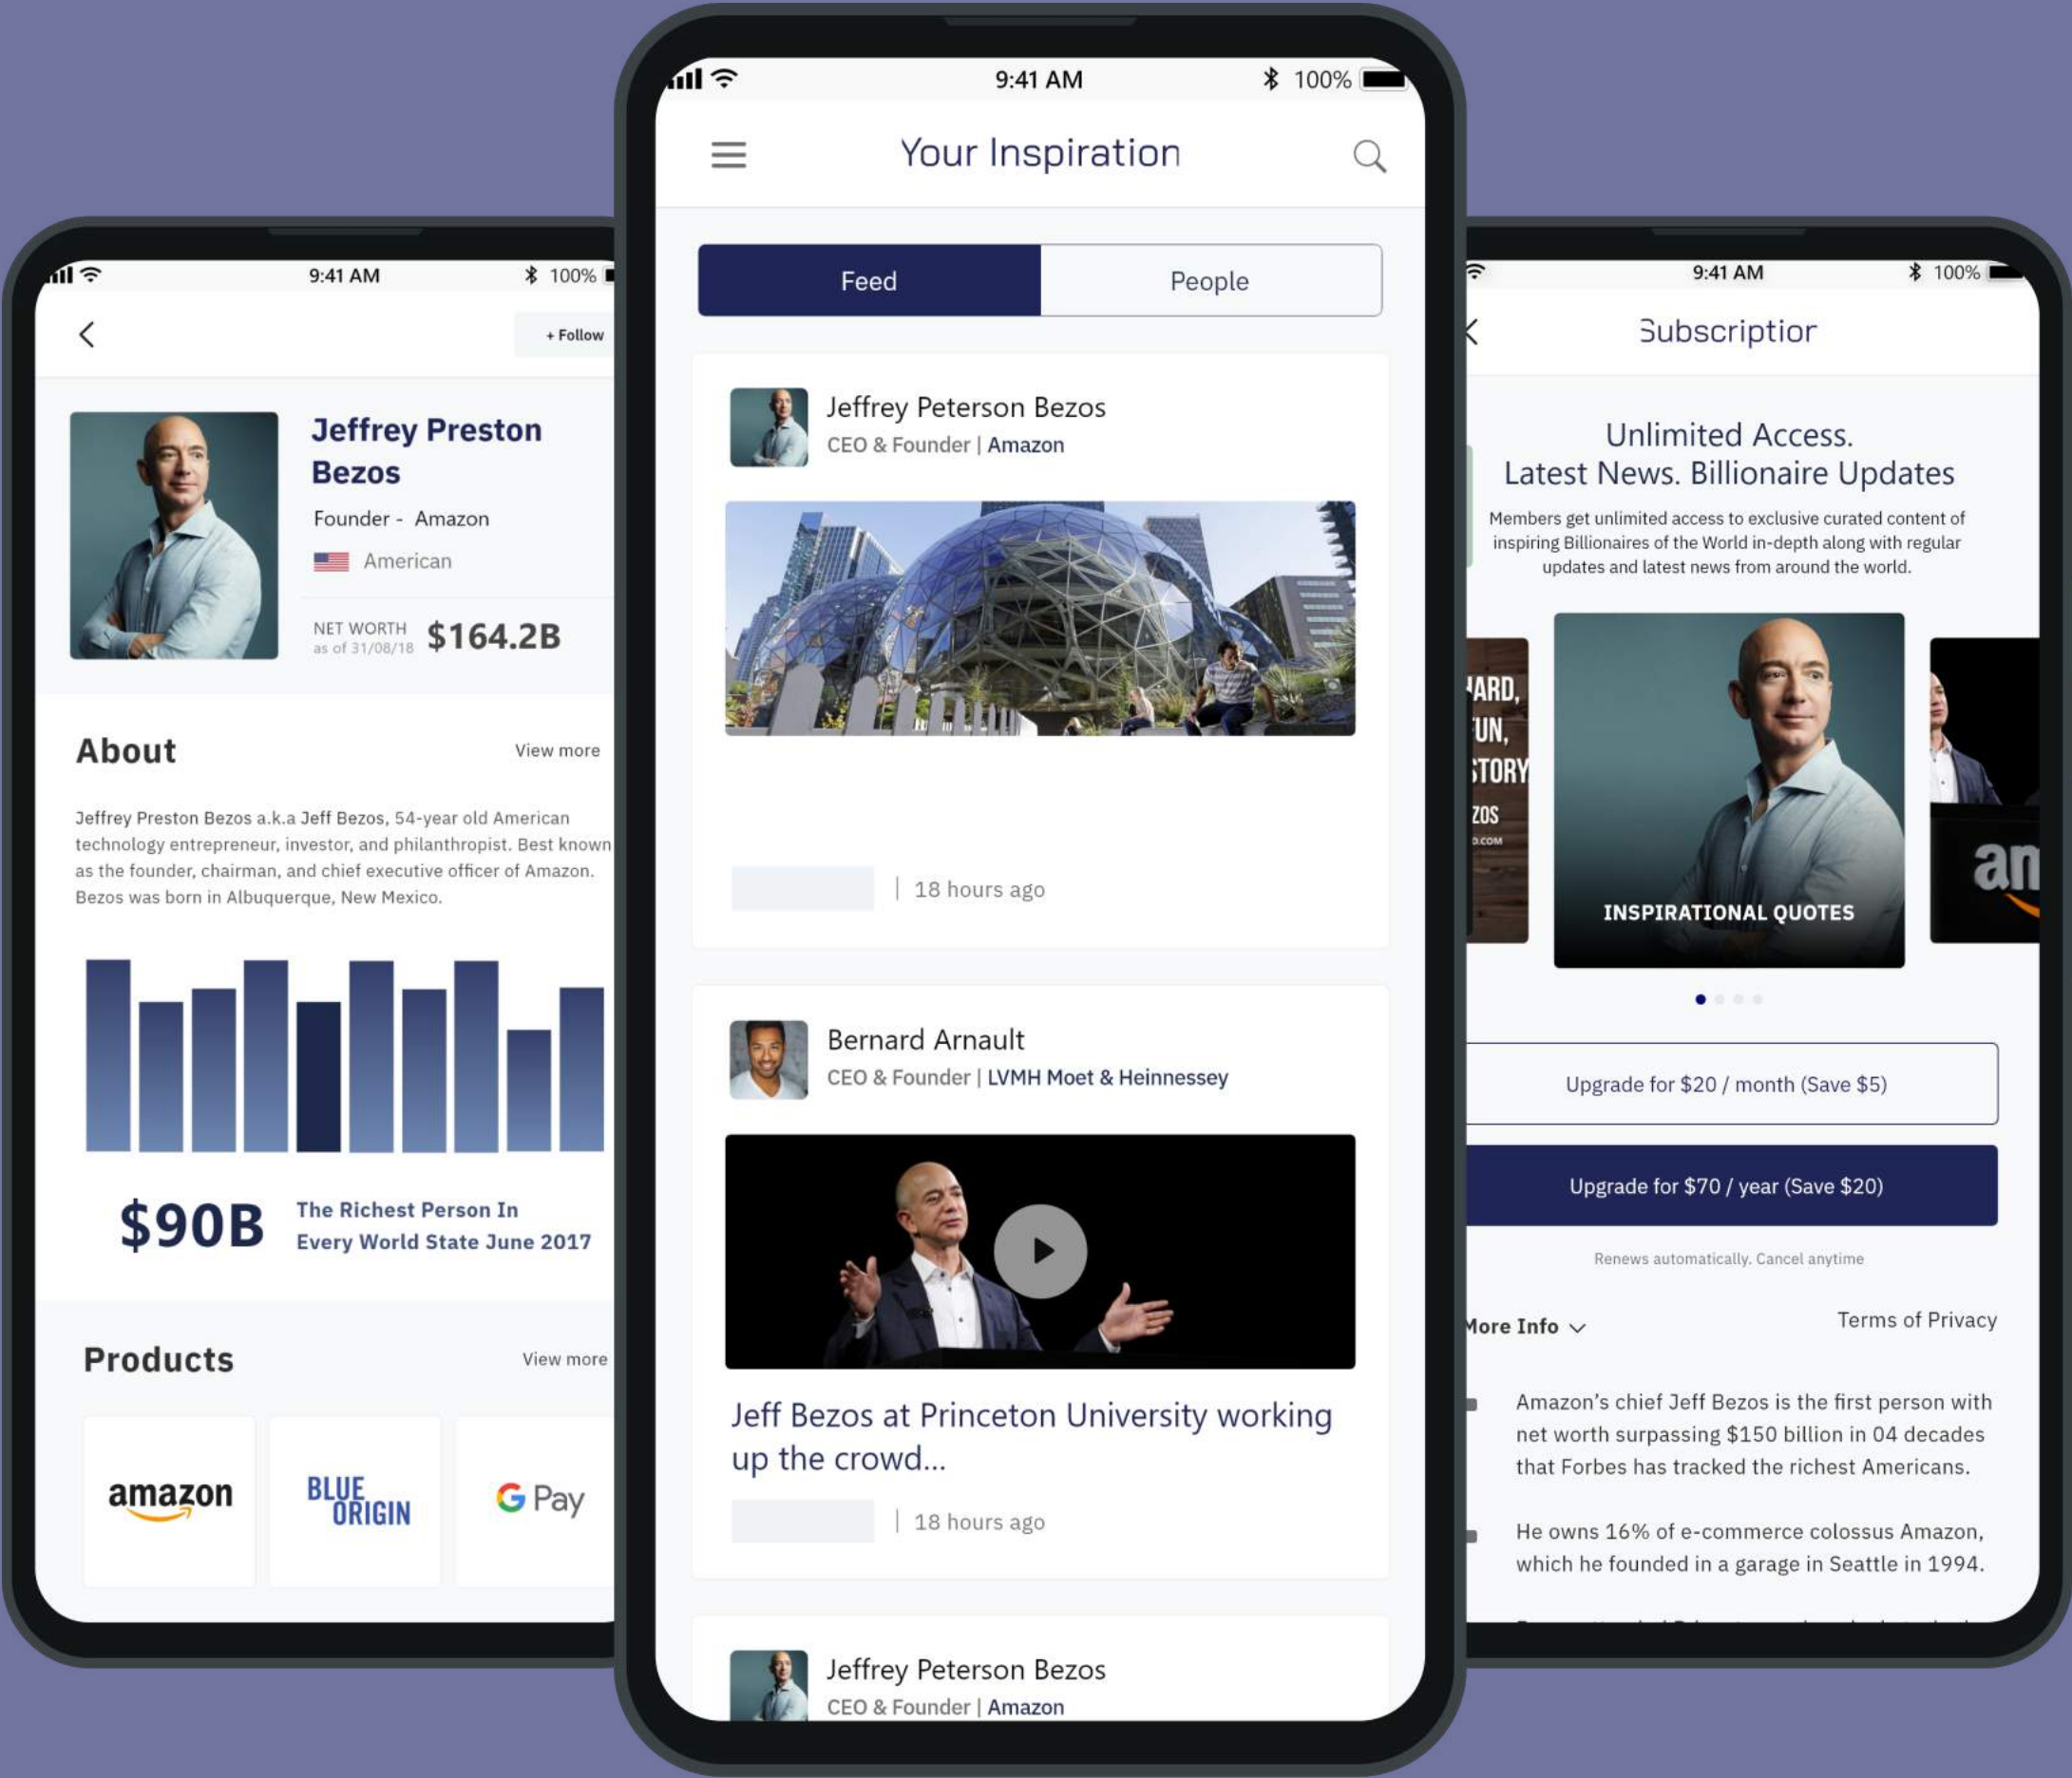 9:41 AM
100%
+ Follow
Jeffrey Preston
Bezos
Founder - Amazon
American
NET WORTH
as of 31/08/18
$164.2B
About
View more
Jeffrey Preston Bezos a.k.a Jeff Bezos, 54-year old American
technology entrepreneur, investor, and philanthropist. Best known
as the founder, chairman, and chief executive officer of Amazon.
Bezos was born in Albuquerque, New Mexico.
$90B
The Richest Person In
Every World State June 2017
Products
View more
amazon
BLUE
ORIGIN
G Pay
9:41 AM
100%
Your Inspiration
Feed
People
Jeffrey Peterson Bezos
CEO & Founder | Amazon
| 18 hours ago
Bernard Arnault
CEO & Founder | LVMH Moet & Heinnessey
Jeff Bezos at Princeton University working
up the crowd...
| 18 hours ago
Jeffrey Peterson Bezos
CEO & Founder | Amazon
9:41 AM
100%
Subscription
Unlimited Access.
Latest News. Billionaire Updates
Members get unlimited access to exclusive curated content of
inspiring Billionaires of the World in-depth along with regular
updates and latest news from around the world.
ARD,
UN,
STORY
ZOS
.COM
INSPIRATIONAL QUOTES
am
Upgrade for $20 / month (Save $5)
Upgrade for $70 / year (Save $20)
Renews automatically. Cancel anytime
More Info
Terms of Privacy
Amazon's chief Jeff Bezos is the first person with
net worth surpassing $150 billion in 04 decades
that Forbes has tracked the richest Americans.
He owns 16% of e-commerce colossus Amazon,
which he founded in a garage in Seattle in 1994.